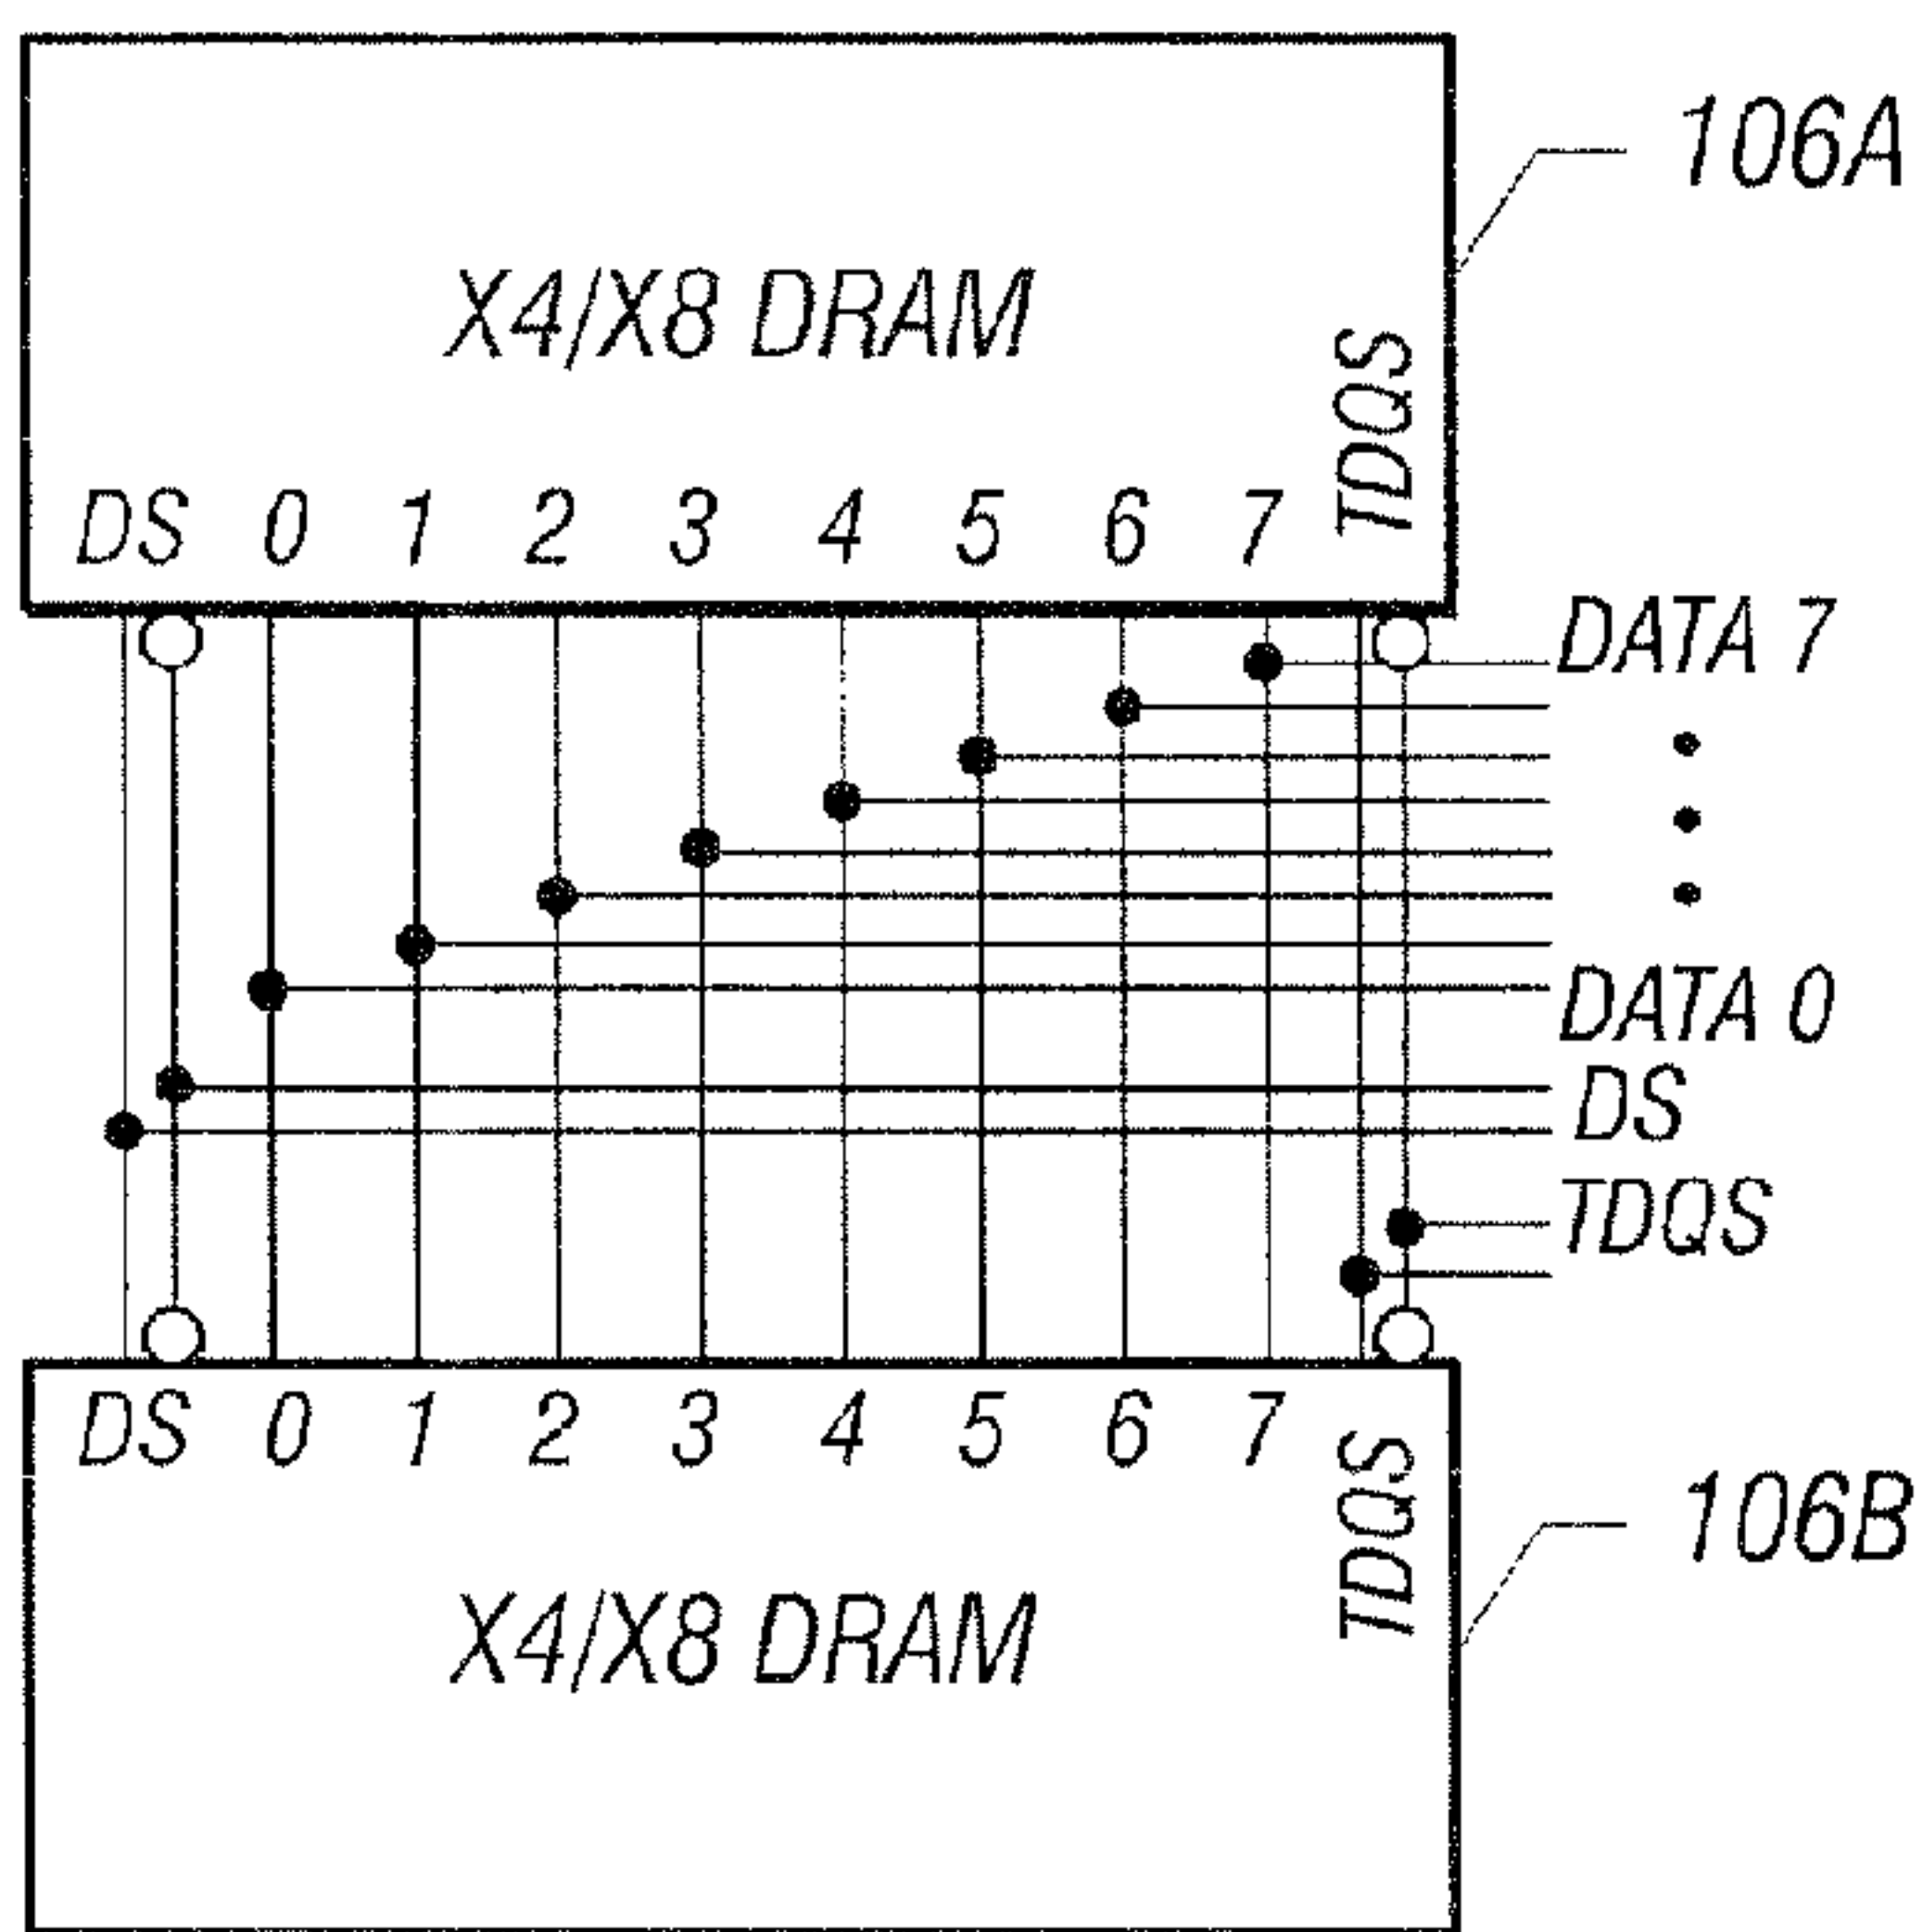 106A
X4/X8 DRAM
TDQS
DS 0 1 2 3 4 5 6 7
DATA 7
DATA 0
DS
TDQS
DS 0 1 2 3 4 5 6 7
TDQS
106B
X4/X8 DRAM